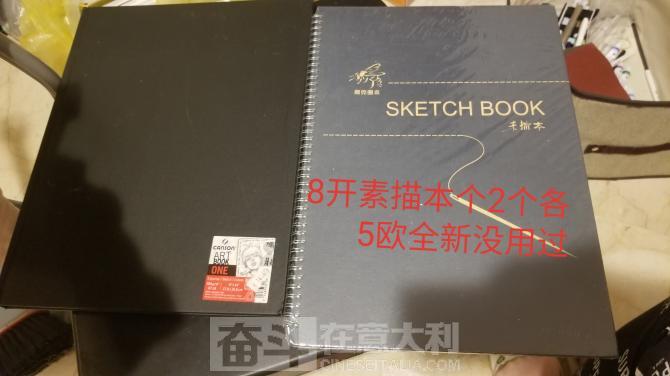 SKETCH BOOK
手描本
8开素描本个2个各
5欧全新没用过
CANSON
ART
BOOK
ONE
奋斗在意大利
CINESEITALIA.COM